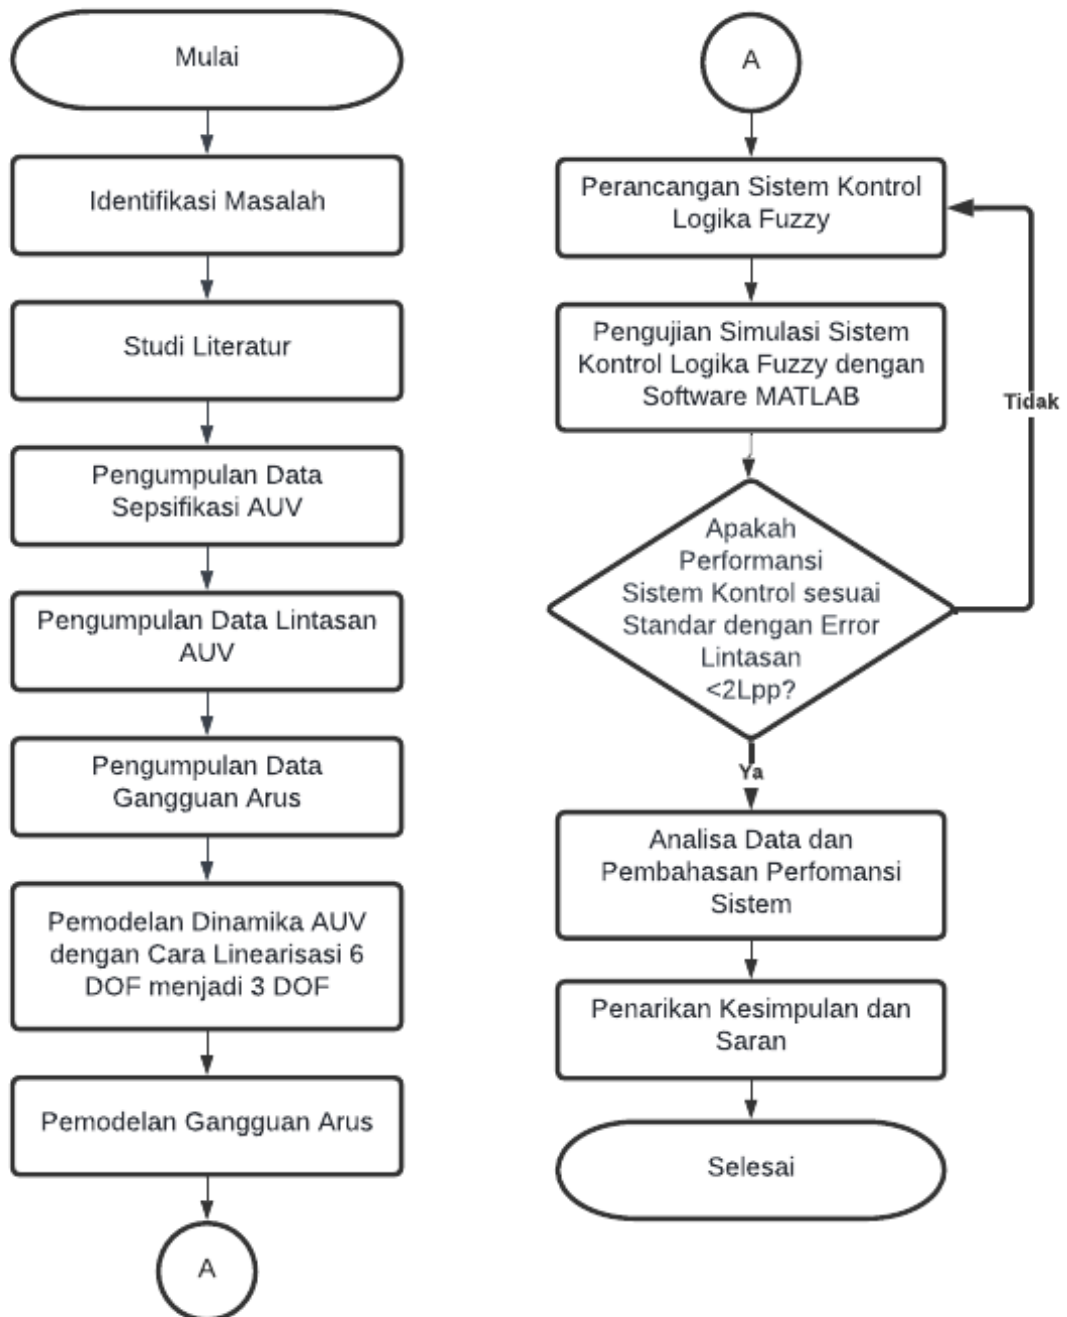 Mulai
Identifikasi Masalah
Studi Literatur
Pengumpulan Data
Sepsifikasi AUV
Pengumpulan Data Lintasan
AUV
Pengumpulan Data
Gangguan Arus
Pemodelan Dinamika AUV
dengan Cara Linearisasi 6
DOF menjadi 3 DOF
Pemodelan Gangguan Arus
A
A
Perancangan Sistem Kontrol
Logika Fuzzy
Pengujian Simulasi Sistem
Kontrol Logika Fuzzy dengan
Software MATLAB
Tidak
Apakah
Performansi
Sistem Kontrol sesuai
Standar dengan Error
Lintasan
<2Lpp?
Ya
Analisa Data dan
Pembahasan Perfomansi
Sistem
Penarikan Kesimpulan dan
Saran
Selesai